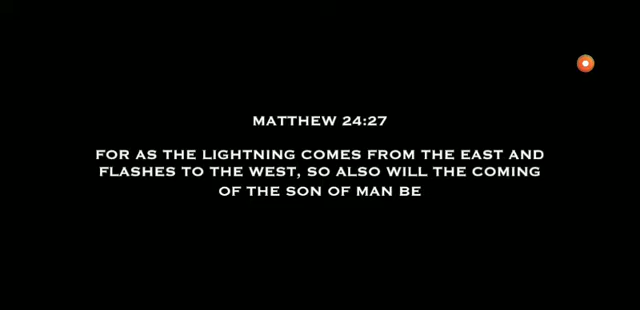 MATTHEW 24:27
FOR AS THE LIGHTNING COMES FROM THE EAST AND
FLASHES TO THE WEST, SO ALSO WILL THE COMING
OF THE SON OF MAN BE